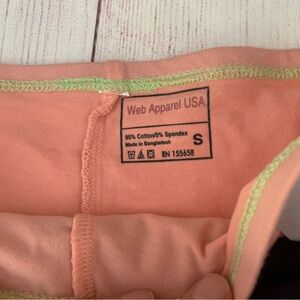 Web Apparel USA
95% Cotton/5% Spandex
Made in Bangladesh
S
RN 155658